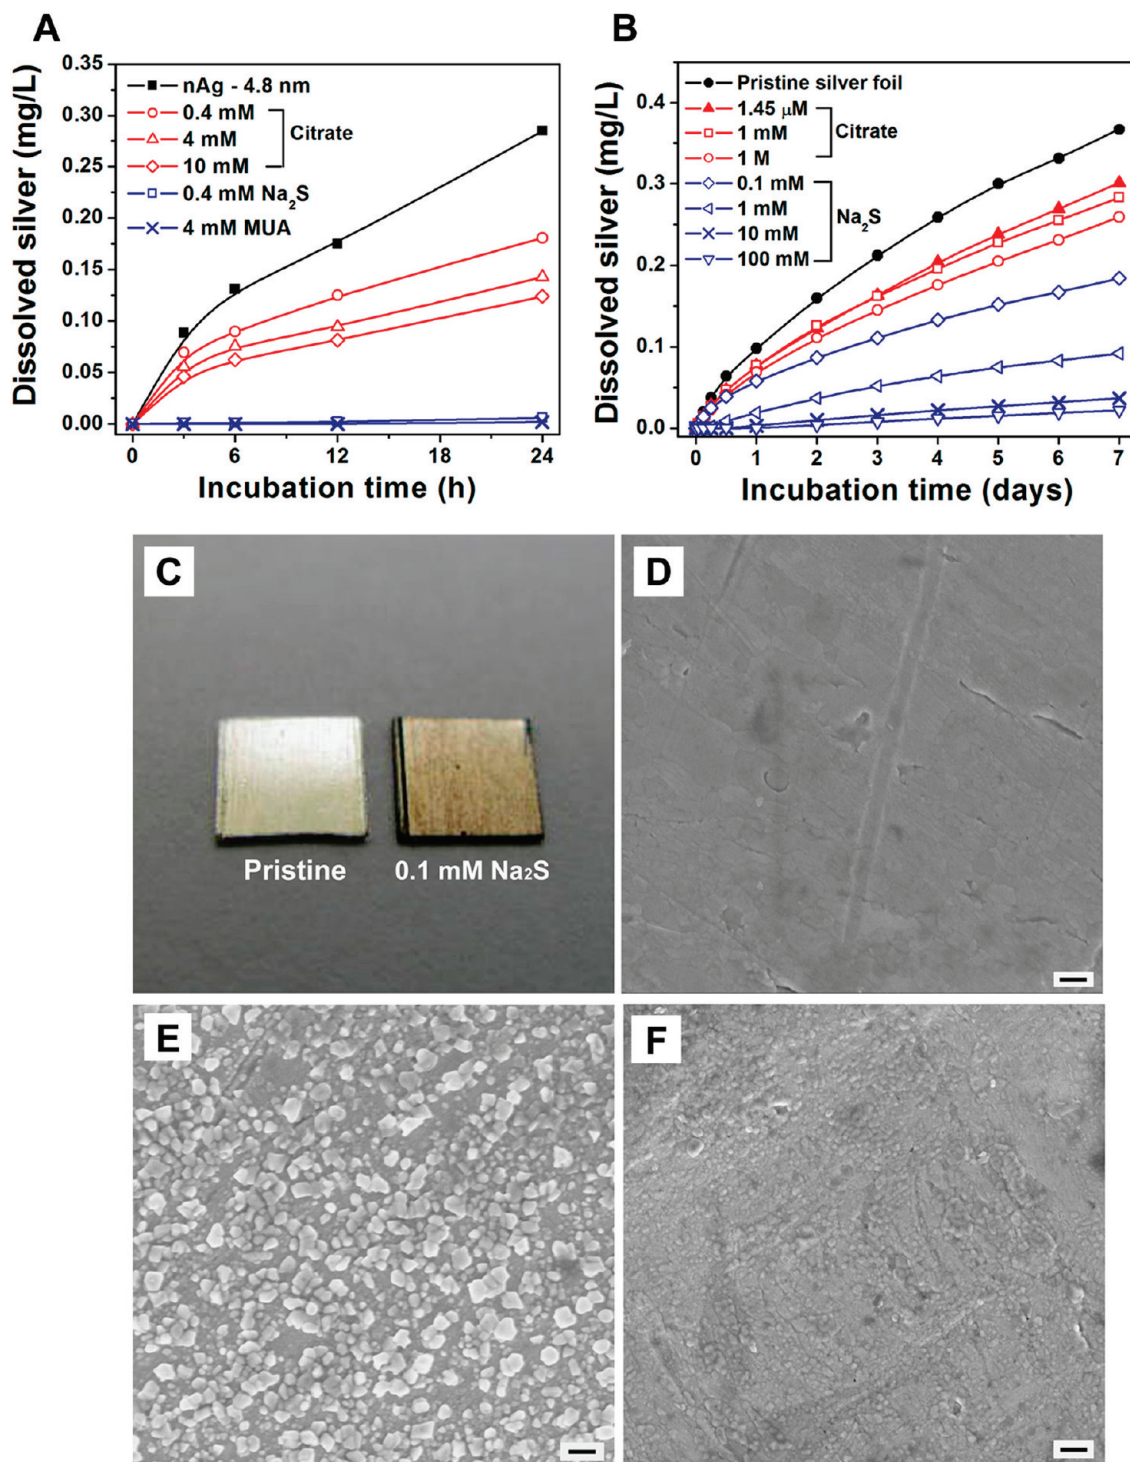 A
Dissolved silver (mg/L)
0.35
0.30
0.25
0.20
0.15
0.10
0.05
0.00
nAg - 4.8 nm
0.4 mM
4 mM
10 mM
Citrate
0.4 mM Na₂S
4 mM MUA
0 6 12 18 24
Incubation time (h)
B
Dissolved silver (mg/L)
0.4
0.3
0.2
0.1
0.0
Pristine silver foil
1.45 μM
1 mM
1 M
Citrate
0.1 mM
1 mM
10 mM
100 mM
Na₂S
0 1 2 3 4 5 6 7
Incubation time (days)
C
Pristine 0.1 mM Na₂S
D
E
F